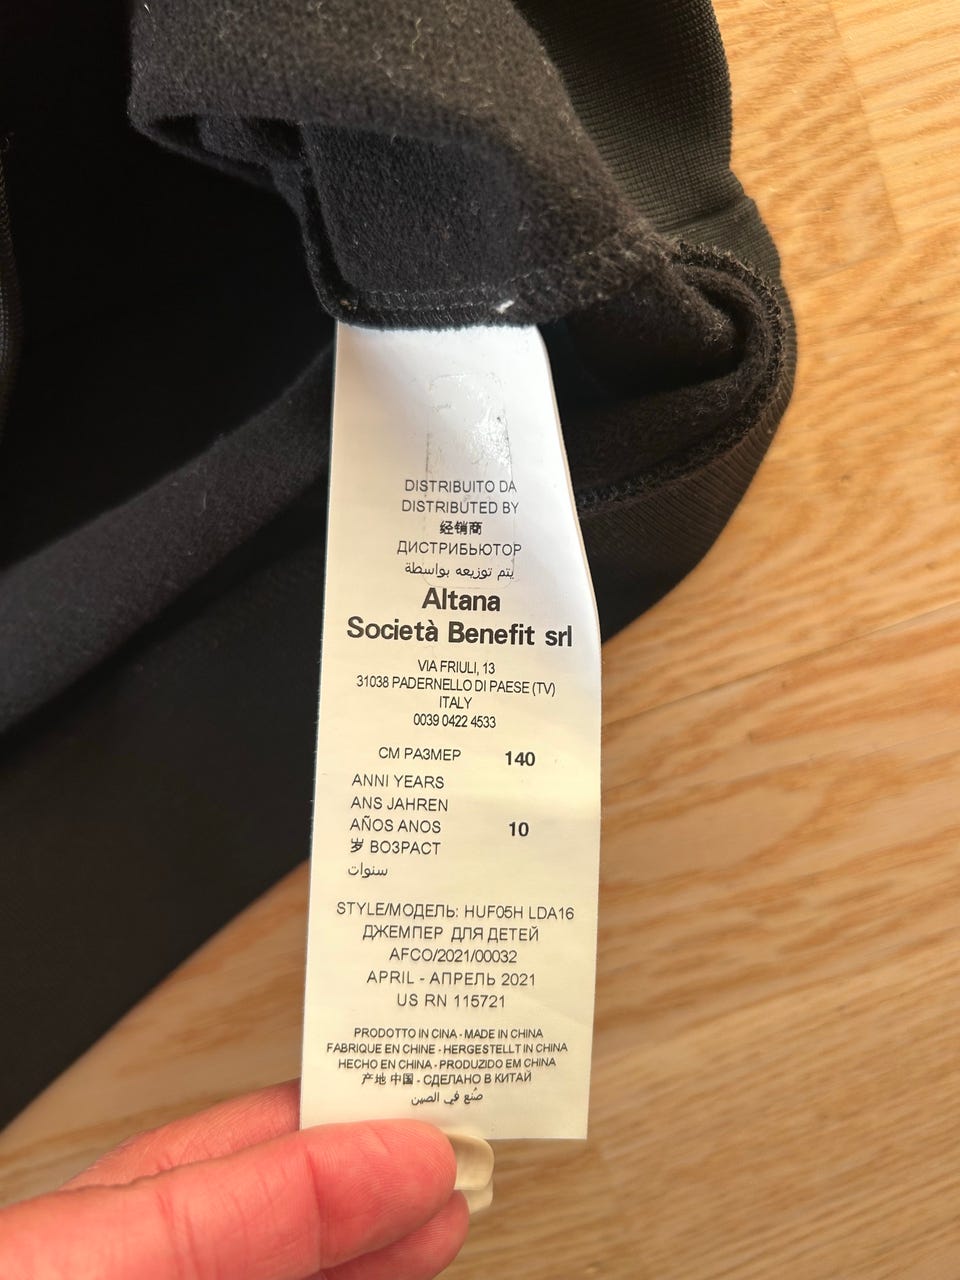 DISTRIBUITO DA
DISTRIBUTED BY
经销商
ДИСТРИБЬЮТОР
يتم توزيعه بواسطة
Altana
Società Benefit srl
VIA FRIULI, 13
31038 PADERNELLO DI PAESE (TV)
ITALY
0039 0422 4533
CM РАЗМЕР 140
ANNI YEARS
ANS JAHREN
AÑOS ANOS 10
岁 ВОЗРАСТ
سنوات
STYLE/МОДЕЛЬ: HUF05H LDA16
ДЖЕМПЕР ДЛЯ ДЕТЕЙ
AFCO/2021/00032
APRIL - АПРЕЛЬ 2021
US RN 115721
PRODOTTO IN CINA - MADE IN CHINA
FABRIQUE EN CHINE - HERGESTELLT IN CHINA
HECHO EN CHINA - PRODUZIDO EM CHINA
产地 中国 - СДЕЛАНО В КИТАЙ
صُنع في الصين